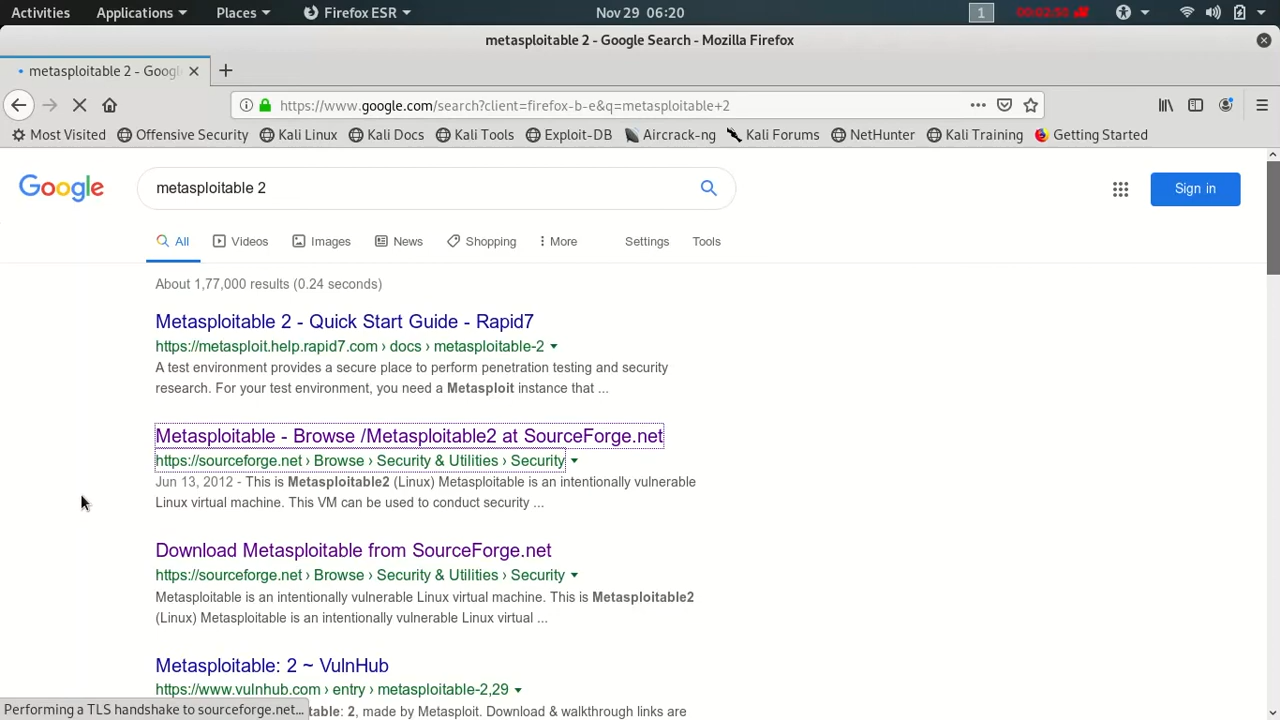 Activities Applications Places 2 Firefox ESR Nov 29 06:20 1 00:02:50
metasploitable 2 - Google Search - Mozilla Firefox
metasploitable 2 - Googl
https://www.google.com/search?client=firefox-b-e&q=metasploitable+2
Most Visited Offensive Security Kali Linux Kali Docs Kali Tools Exploit-DB Aircrack-ng Kali Forums NetHunter Kali Training Getting Started
Google metasploitable 2 Sign in
All Videos Images News Shopping More Settings Tools
About 1,77,000 results (0.24 seconds)
Metasploitable 2 - Quick Start Guide - Rapid7
https://metasploit.help.rapid7.com › docs › metasploitable-2
A test environment provides a secure place to perform penetration testing and security
research. For your test environment, you need a Metasploit instance that ...
Metasploitable - Browse /Metasploitable2 at SourceForge.net
https://sourceforge.net › Browse › Security & Utilities › Security
Jun 13, 2012 - This is Metasploitable2 (Linux) Metasploitable is an intentionally vulnerable
Linux virtual machine. This VM can be used to conduct security ...
Download Metasploitable from SourceForge.net
https://sourceforge.net › Browse › Security & Utilities › Security
Metasploitable is an intentionally vulnerable Linux virtual machine. This is Metasploitable2
(Linux) Metasploitable is an intentionally vulnerable Linux virtual ...
Metasploitable: 2 ~ VulnHub
https://www.vulnhub.com › entry › metasploitable-2,29
Performing a TLS handshake to sourceforge.net... table: 2, made by Metasploit. Download & walkthrough links are